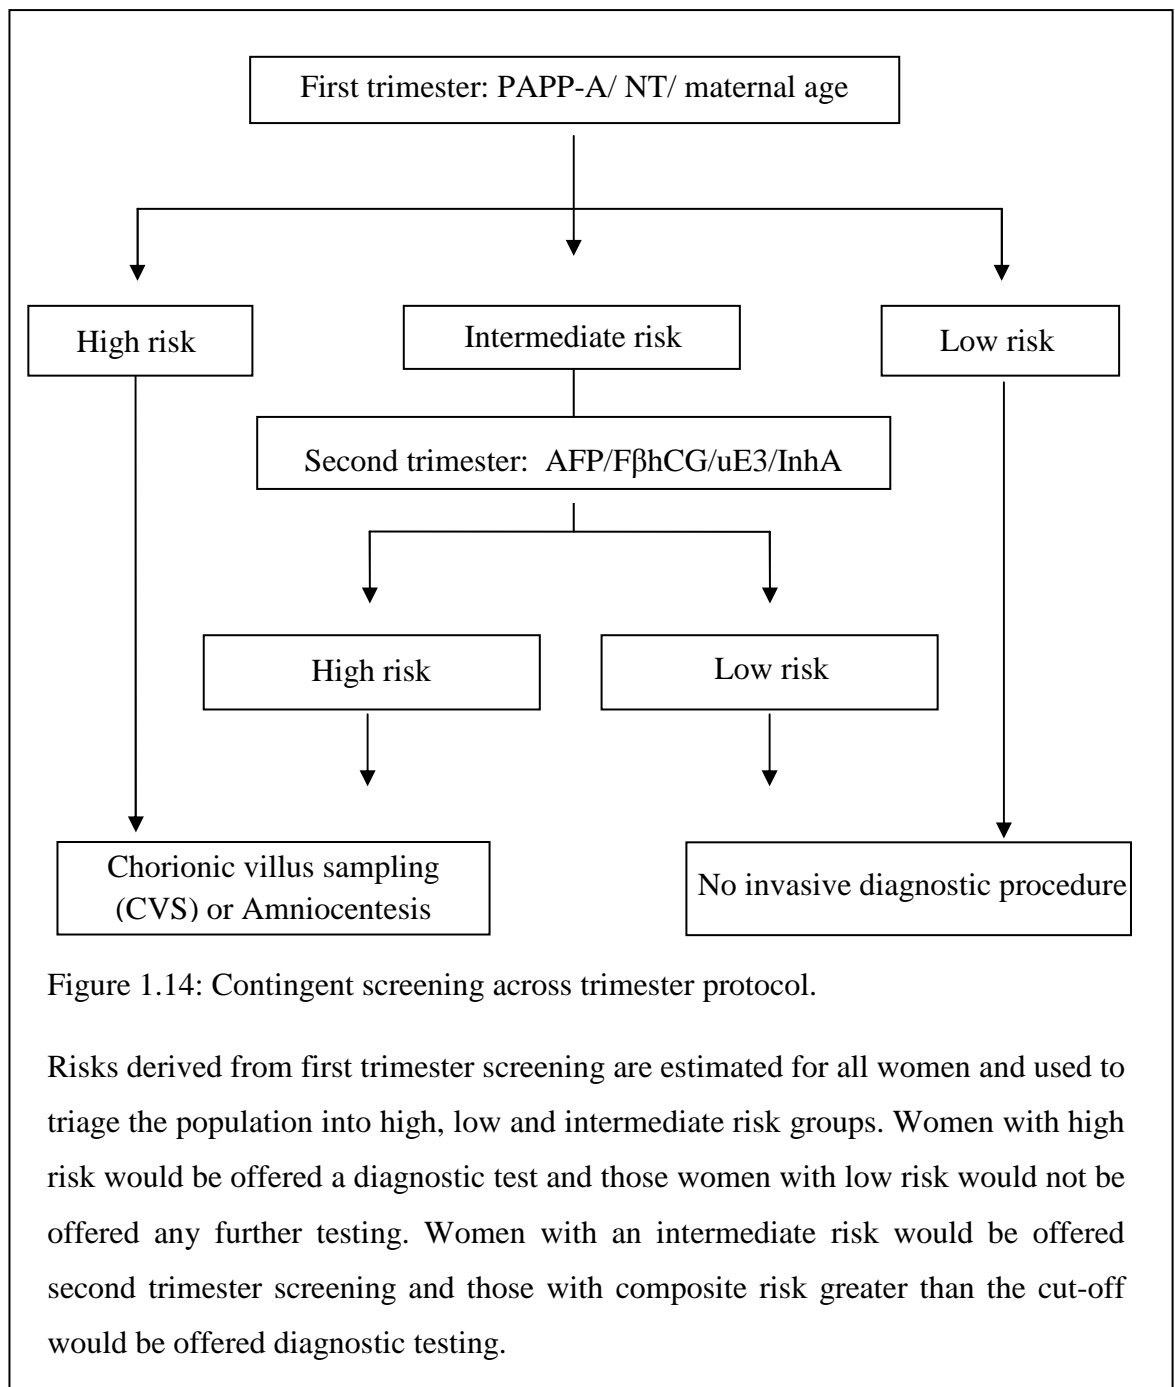 First trimester: PAPP-A/ NT/ maternal age
High risk
Intermediate risk
Low risk
Second trimester:  AFP/FβhCG/uE3/InhA
High risk
Low risk
Chorionic villus sampling
(CVS) or Amniocentesis
No invasive diagnostic procedure
Figure 1.14: Contingent screening across trimester protocol.
Risks derived from first trimester screening are estimated for all women and used to
triage the population into high, low and intermediate risk groups. Women with high
risk would be offered a diagnostic test and those women with low risk would not be
offered any further testing. Women with an intermediate risk would be offered
second trimester screening and those with composite risk greater than the cut-off
would be offered diagnostic testing.